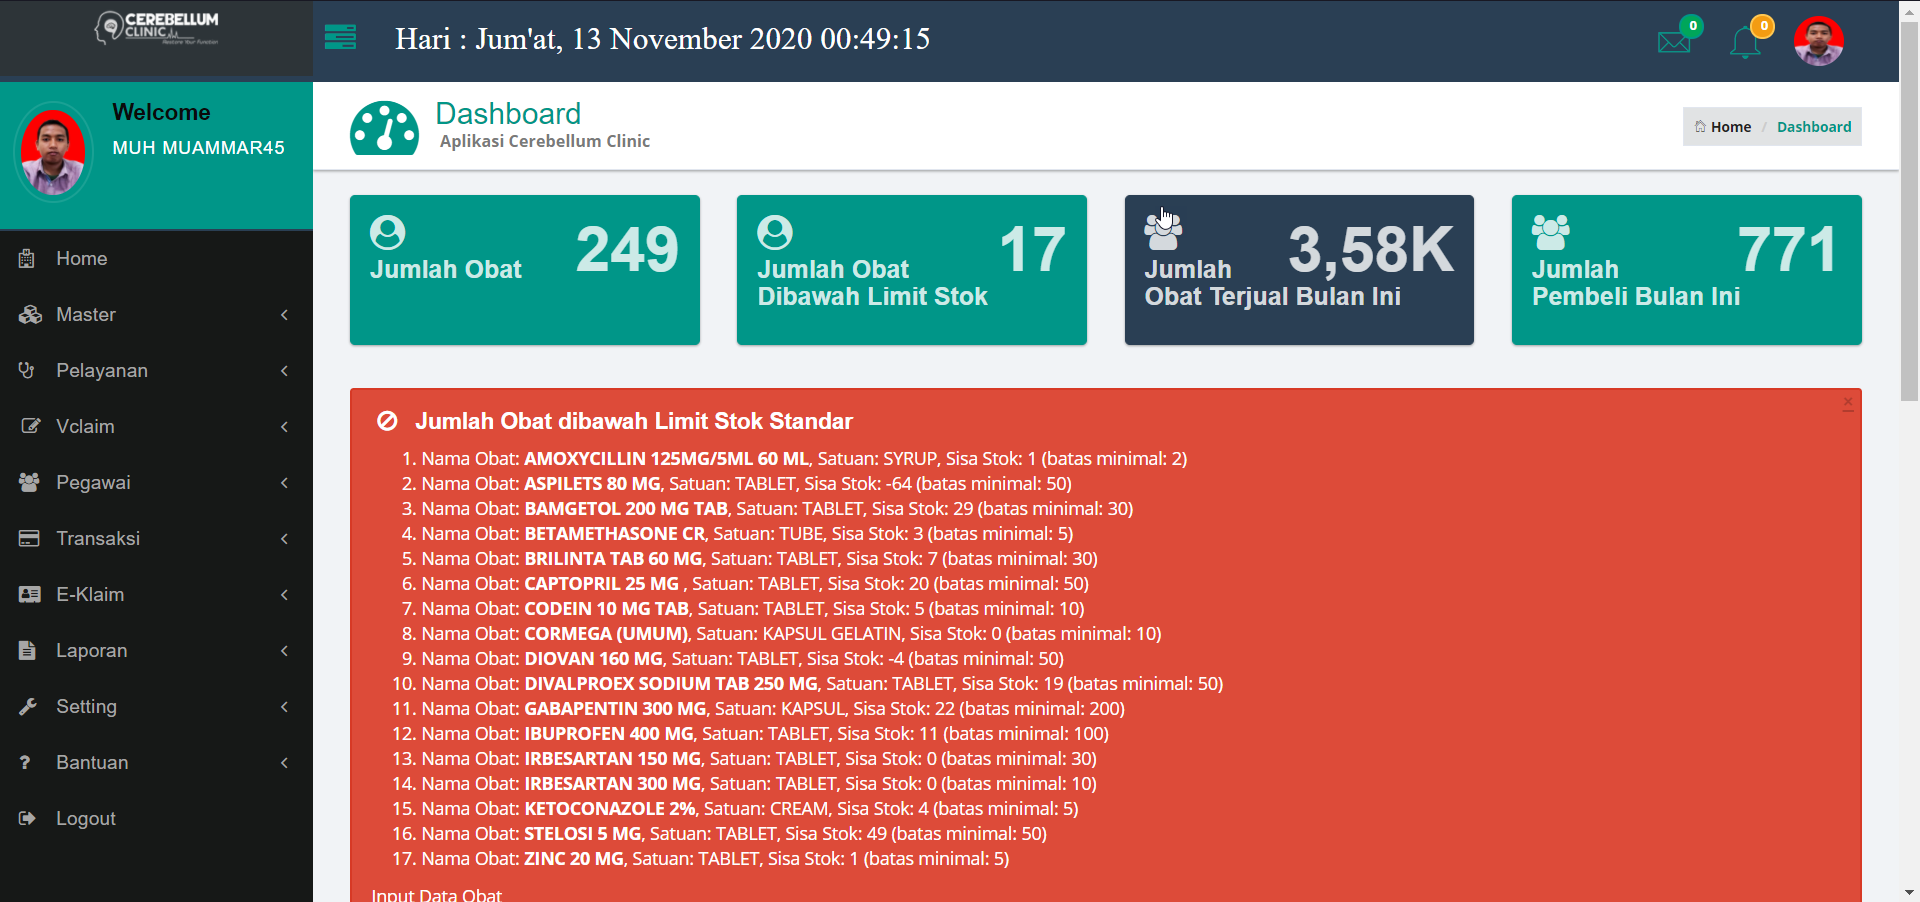 CEREBELLUM
CLINIC
Restore Your Function
Hari : Jum'at, 13 November 2020 00:49:15
0
0
Welcome
MUH MUAMMAR45
Dashboard
Aplikasi Cerebellum Clinic
Home / Dashboard
Home
Master
Pelayanan
Vclaim
Pegawai
Transaksi
E-Klaim
Laporan
Setting
Bantuan
Logout
249
Jumlah Obat
17
Jumlah Obat
Dibawah Limit Stok
3,58K
Jumlah
Obat Terjual Bulan Ini
771
Jumlah
Pembeli Bulan Ini
×
Jumlah Obat dibawah Limit Stok Standar
1. Nama Obat: AMOXYCILLIN 125MG/5ML 60 ML, Satuan: SYRUP, Sisa Stok: 1 (batas minimal: 2)
2. Nama Obat: ASPILETS 80 MG, Satuan: TABLET, Sisa Stok: -64 (batas minimal: 50)
3. Nama Obat: BAMGETOL 200 MG TAB, Satuan: TABLET, Sisa Stok: 29 (batas minimal: 30)
4. Nama Obat: BETAMETHASONE CR, Satuan: TUBE, Sisa Stok: 3 (batas minimal: 5)
5. Nama Obat: BRILINTA TAB 60 MG, Satuan: TABLET, Sisa Stok: 7 (batas minimal: 30)
6. Nama Obat: CAPTOPRIL 25 MG , Satuan: TABLET, Sisa Stok: 20 (batas minimal: 50)
7. Nama Obat: CODEIN 10 MG TAB, Satuan: TABLET, Sisa Stok: 5 (batas minimal: 10)
8. Nama Obat: CORMEGA (UMUM), Satuan: KAPSUL GELATIN, Sisa Stok: 0 (batas minimal: 10)
9. Nama Obat: DIOVAN 160 MG, Satuan: TABLET, Sisa Stok: -4 (batas minimal: 50)
10. Nama Obat: DIVALPROEX SODIUM TAB 250 MG, Satuan: TABLET, Sisa Stok: 19 (batas minimal: 50)
11. Nama Obat: GABAPENTIN 300 MG, Satuan: KAPSUL, Sisa Stok: 22 (batas minimal: 200)
12. Nama Obat: IBUPROFEN 400 MG, Satuan: TABLET, Sisa Stok: 11 (batas minimal: 100)
13. Nama Obat: IRBESARTAN 150 MG, Satuan: TABLET, Sisa Stok: 0 (batas minimal: 30)
14. Nama Obat: IRBESARTAN 300 MG, Satuan: TABLET, Sisa Stok: 0 (batas minimal: 10)
15. Nama Obat: KETOCONAZOLE 2%, Satuan: CREAM, Sisa Stok: 4 (batas minimal: 5)
16. Nama Obat: STELOSI 5 MG, Satuan: TABLET, Sisa Stok: 49 (batas minimal: 50)
17. Nama Obat: ZINC 20 MG, Satuan: TABLET, Sisa Stok: 1 (batas minimal: 5)
Input Data Obat